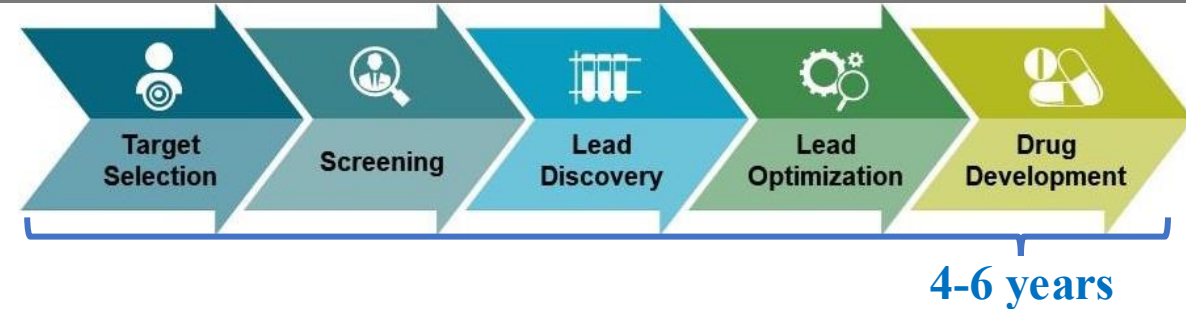 Target
Selection
Screening
Lead
Discovery
Lead
Optimization
Drug
Development
4-6 years